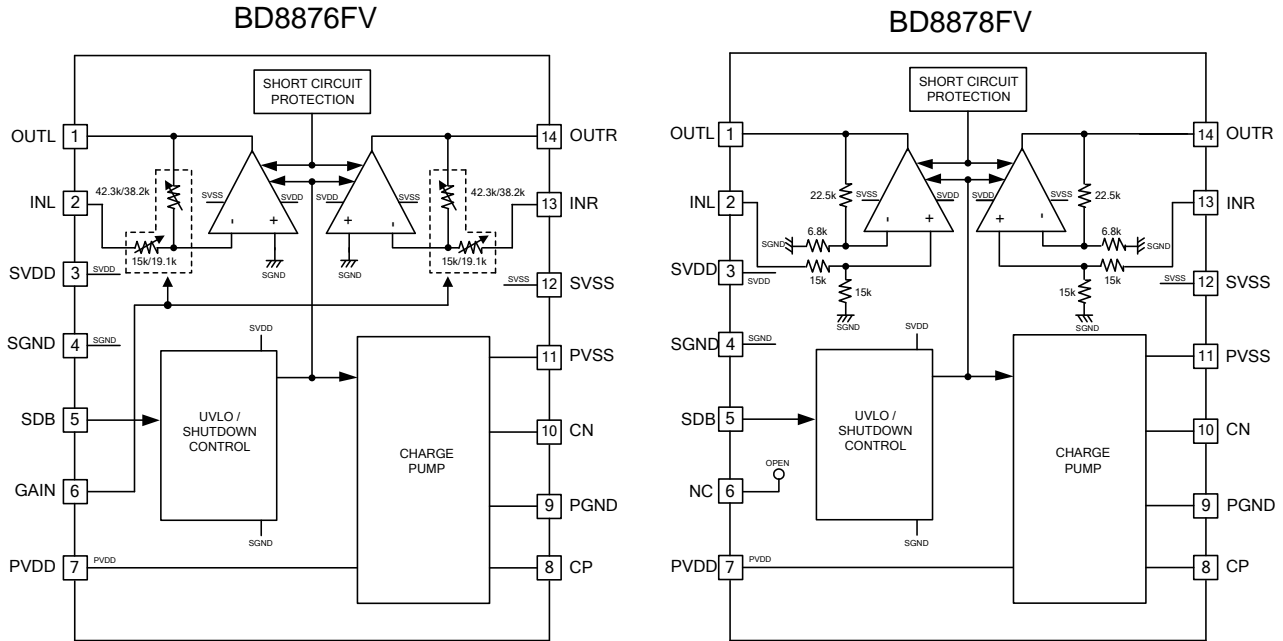 BD8876FV
SHORT CIRCUIT
PROTECTION
OUTL 1
14 OUTR
42.3k/38.2k
42.3k/38.2k
INL 2
13 INR
SVSS
SVDD
SVDD
SVSS
- +
+ -
15k/19.1k
15k/19.1k
SGND
SGND
SVDD 3 SVDD
SVSS 12 SVSS
SGND 4 SGND
SVDD
11 PVSS
SDB 5
UVLO /
SHUTDOWN
CONTROL
10 CN
CHARGE
PUMP
GAIN 6
9 PGND
SGND
PVDD 7 PVDD
8 CP
BD8878FV
SHORT CIRCUIT
PROTECTION
OUTL 1
14 OUTR
22.5k
22.5k
INL 2
13 INR
SVSS
SVDD
SVDD
SVSS
- +
+ -
SGND
6.8k
6.8k
SGND
15k
15k
15k
15k
SGND
SGND
SVDD 3 SVDD
SVSS 12 SVSS
SGND 4 SGND
SVDD
11 PVSS
SDB 5
UVLO /
SHUTDOWN
CONTROL
10 CN
CHARGE
PUMP
OPEN
NC 6
9 PGND
SGND
PVDD 7 PVDD
8 CP